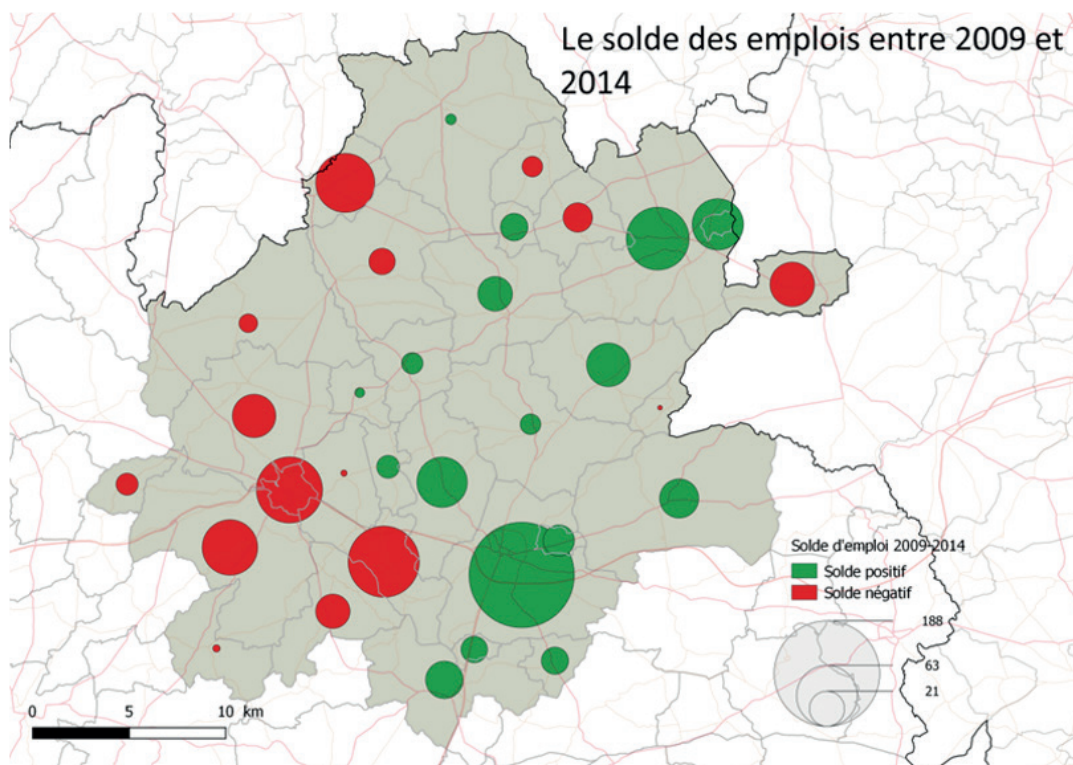 Le solde des emplois entre 2009 et
2014
Solde d'emploi 2009-2014
Solde positif
Solde négatif
188
63
21
0 5 10 km